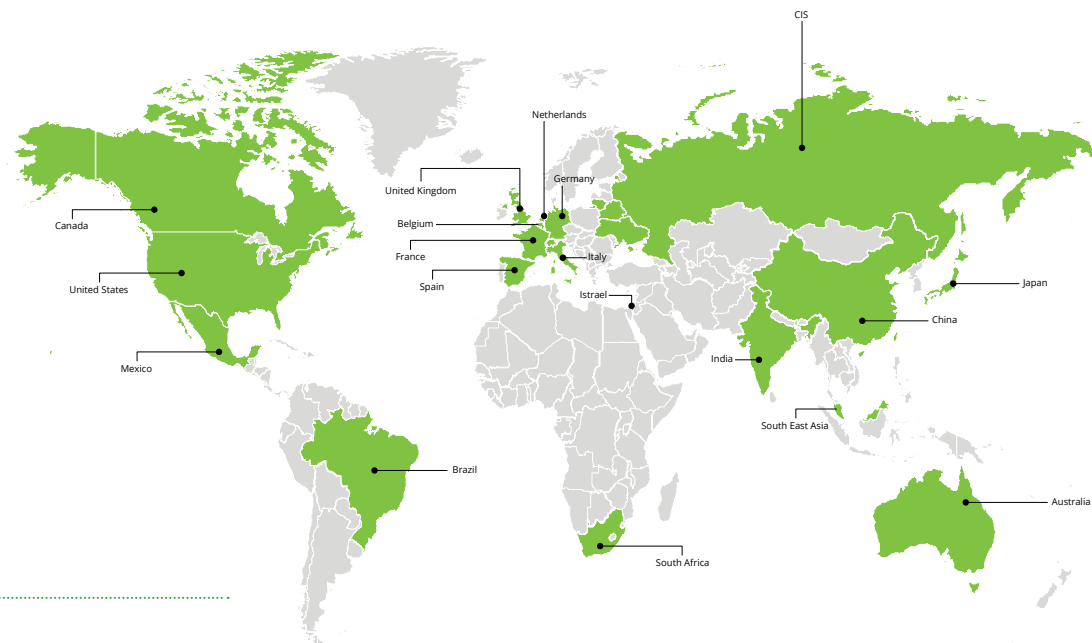 CIS
Netherlands
Germany
United Kingdom
Canada
Belgium
France
Italy
Spain
United States
Istrael
Japan
China
Mexico
India
South East Asia
Brazil
Australia
South Africa